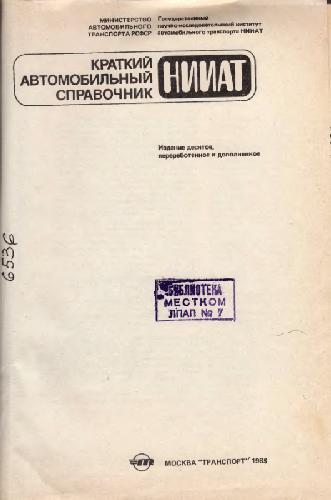 МИНИСТЕРСТВО
АВТОМОБИЛЬНОГО
ТРАНСПОРТА РСФСР
Государственный
научно-исследовательский институт
автомобильного транспорта НИИАТ
КРАТКИЙ
АВТОМОБИЛЬНЫЙ
СПРАВОЧНИК
НИИАТ
Издание десятое,
переработанное и дополненное
6536
БИБЛИОТЕКА
МЕСТКОМ
ЛПАП № 7
МОСКВА "ТРАНСПОРТ"